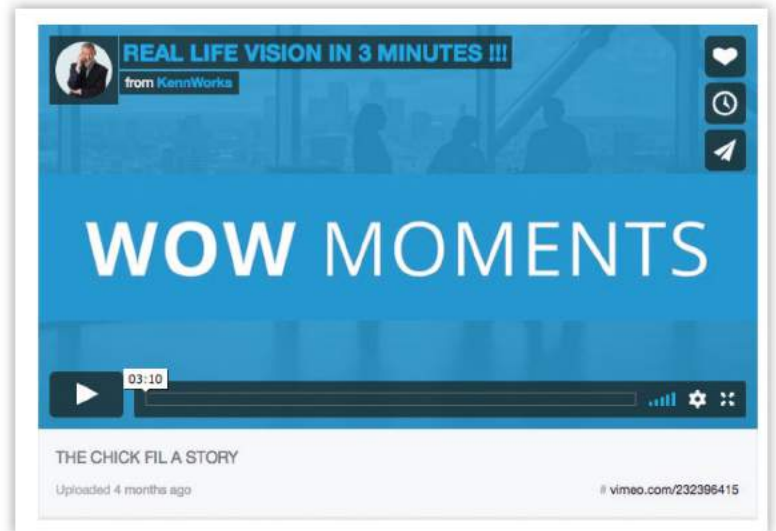 REAL LIFE VISION IN 3 MINUTES !!!
from KennWorks
WOW MOMENTS
03:10
THE CHICK FIL A STORY
Uploaded 4 months ago
# vimeo.com/232396415